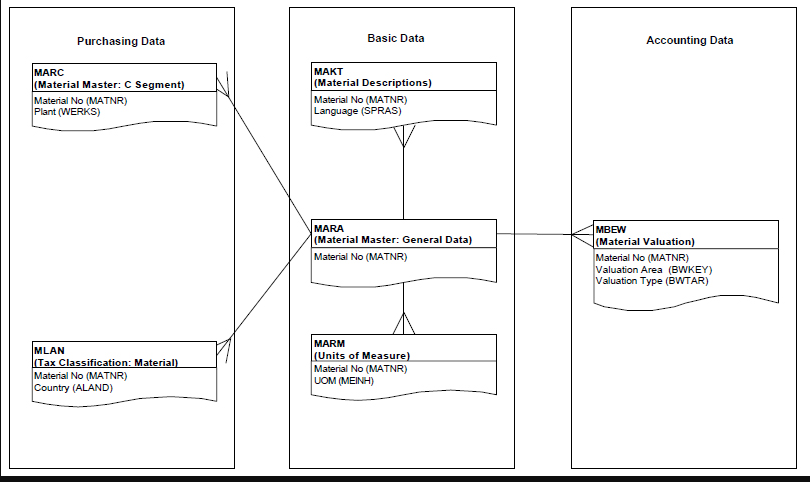 Purchasing Data
MARC
(Material Master: C Segment)
Material No (MATNR)
Plant (WERKS)
MLAN
(Tax Classification: Material)
Material No (MATNR)
Country (ALAND)
Basic Data
MAKT
(Material Descriptions)
Material No (MATNR)
Language (SPRAS)
MARA
(Material Master: General Data)
Material No (MATNR)
MARM
(Units of Measure)
Material No (MATNR)
UOM (MEINH)
Accounting Data
MBEW
(Material Valuation)
Material No (MATNR)
Valuation Area (BWKEY)
Valuation Type (BWTAR)